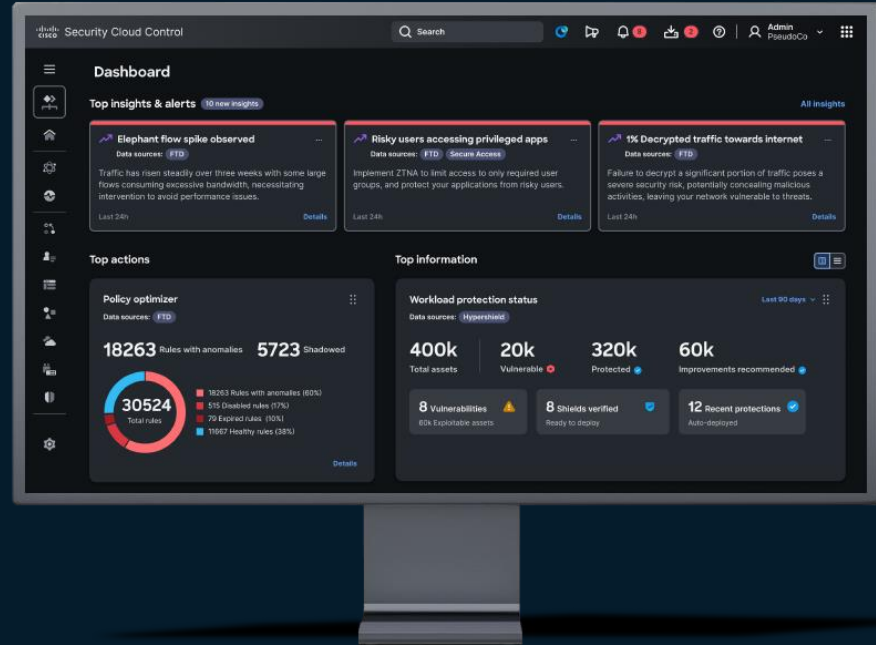 cisco Security Cloud Control
Search
8
2
Admin
PseudoCo
Dashboard
Top insights & alerts 10 new insights
All insights
Elephant flow spike observed
Data sources: FTD
Traffic has risen steadily over three weeks with some large
flows consuming excessive bandwidth, necessitating
intervention to avoid performance issues.
Last 24h Details
Risky users accessing privileged apps
Data sources: FTD Secure Access
Implement ZTNA to limit access to only required user
groups, and protect your applications from risky users.
Last 24h Details
1% Decrypted traffic towards internet
Data sources: FTD
Failure to decrypt a significant portion of traffic poses a
severe security risk, potentially concealing malicious
activities, leaving your network vulnerable to threats.
Last 24h Details
Top actions
Policy optimizer
Data sources: FTD
18263 Rules with anomalies 5723 Shadowed
30524
Total rules
18263 Rules with anomalies (60%)
515 Disabled rules (17%)
79 Expired rules (10%)
11667 Healthy rules (38%)
Details
Top information
Workload protection status
Last 90 days
Data sources: Hypershield
400k
Total assets
20k
Vulnerable
320k
Protected
60k
Improvements recommended
8 Vulnerabilities
60k Exploitable assets
8 Shields verified
Ready to deploy
12 Recent protections
Auto-deployed